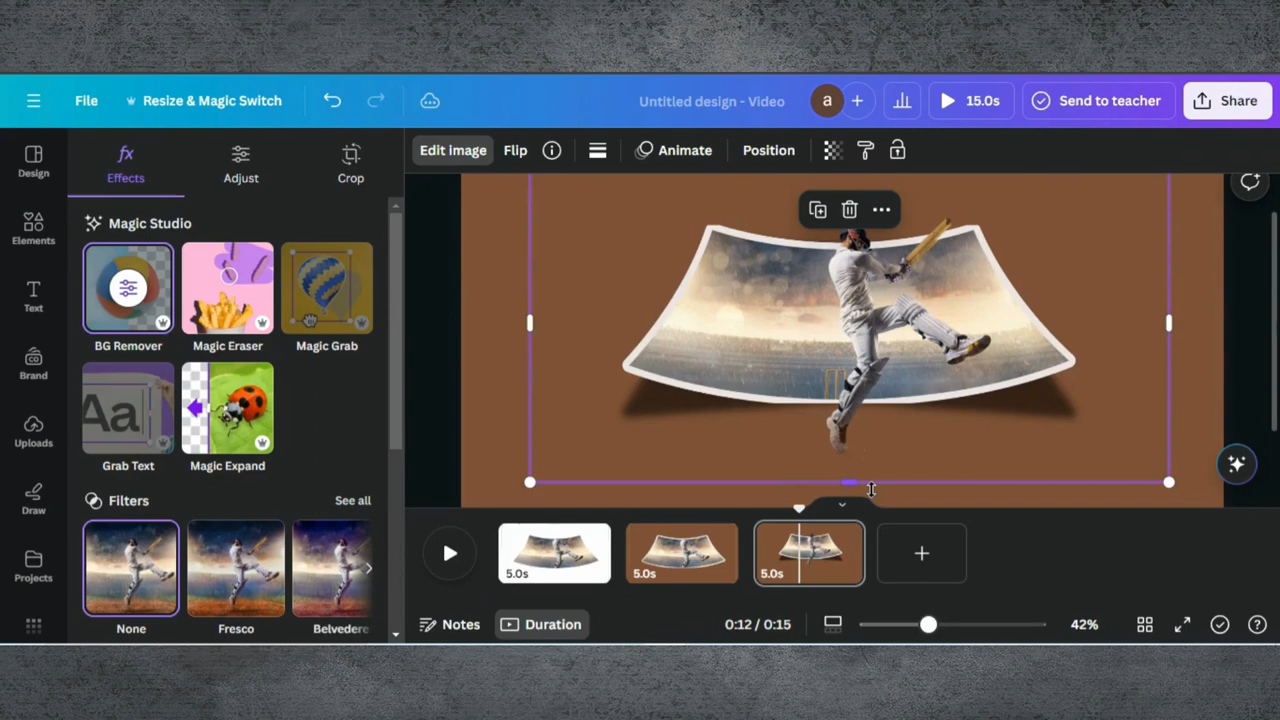 File
Resize & Magic Switch
Untitled design - Video
a
15.0s
Send to teacher
Share
Design
Elements
Text
Brand
Uploads
Draw
Projects
fx
Effects
Adjust
Crop
Edit image
Flip
Animate
Position
Magic Studio
BG Remover
Magic Eraser
Magic Grab
Aa
Grab Text
Magic Expand
Filters
See all
None
Fresco
Belvedere
5.0s
5.0s
5.0s
Notes
Duration
0:12 / 0:15
42%